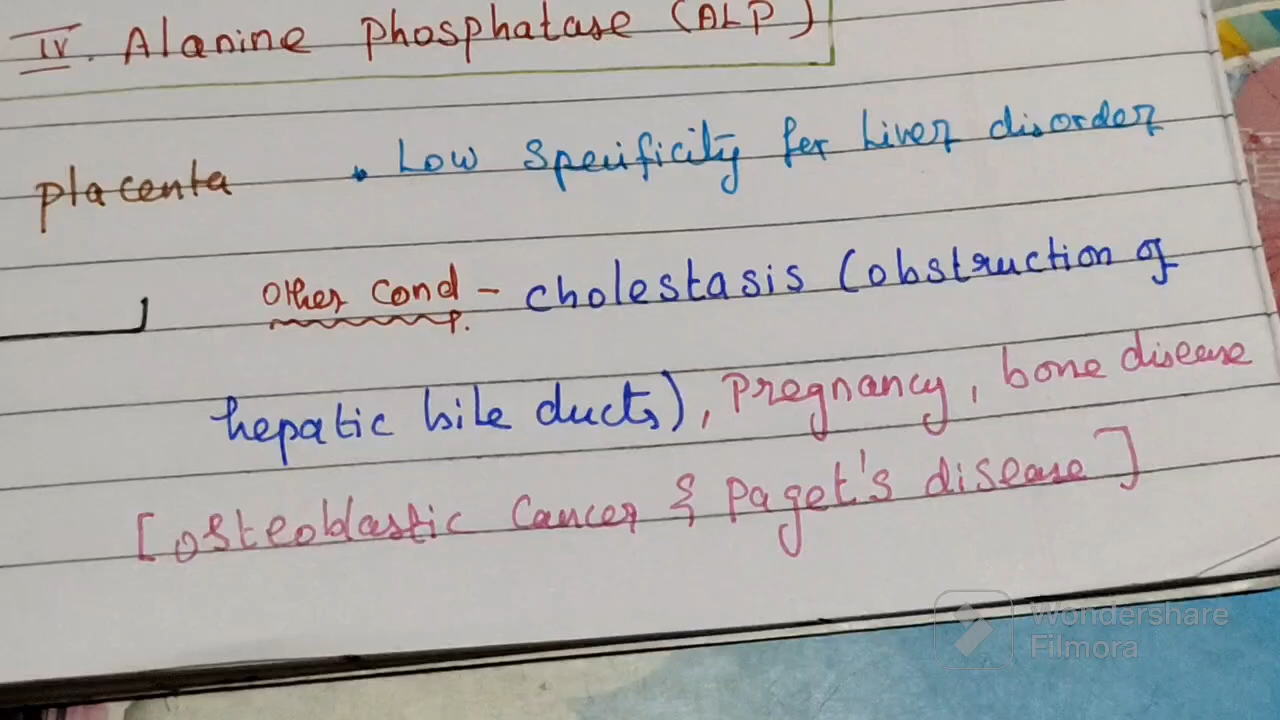 IV. Alanine Phosphatase (ALP)
Placenta • Low Specificity for Liver disorder
Other Cond - Cholestasis (obstruction of
hepatic bile ducts), Pregnancy, bone disease
[osteoblastic Cancer & Paget's disease]
Wondershare
Filmora